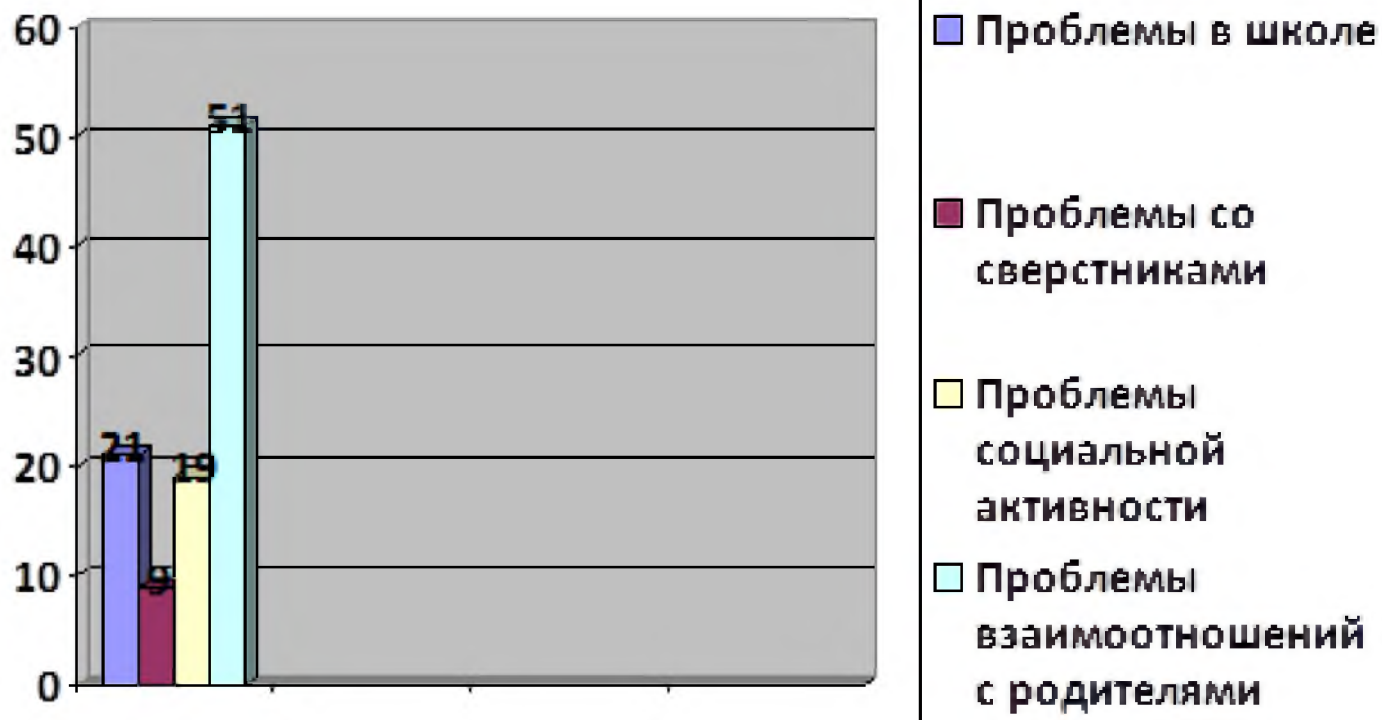 60
50
40
30
20
10
0
21
9
19
51
Проблемы в школе
Проблемы со
сверстниками
Проблемы
социальной
активности
Проблемы
взаимоотношений
с родителями